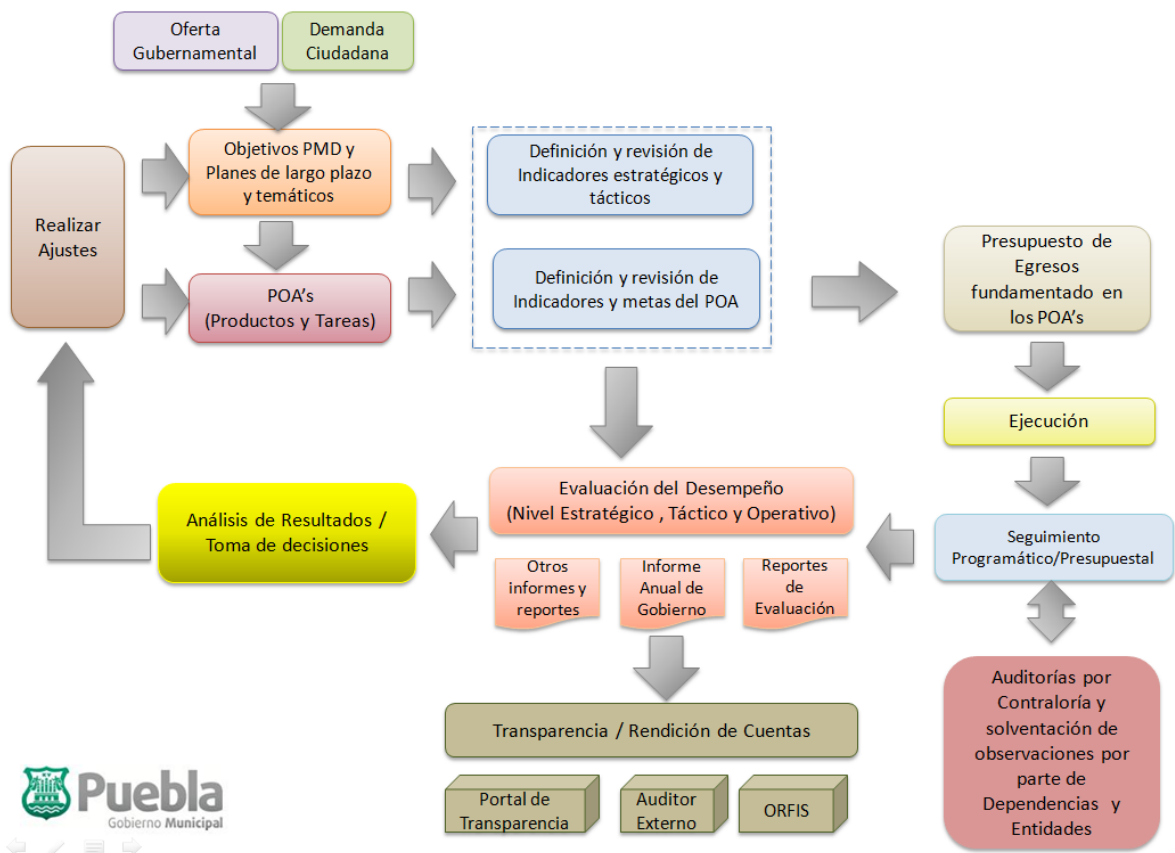 Oferta
Gubernamental
Demanda
Ciudadana
Realizar
Ajustes
Objetivos PMD y
Planes de largo plazo
y temáticos
POA's
(Productos y Tareas)
Definición y revisión de
Indicadores estratégicos y
tácticos
Definición y revisión de
Indicadores y metas del POA
Presupuesto de
Egresos
fundamentado en
los POA's
Ejecución
Seguimiento
Programático/Presupuestal
Auditorías por
Contraloría y
solventación de
observaciones por
parte de
Dependencias y
Entidades
Evaluación del Desempeño
(Nivel Estratégico , Táctico y Operativo)
Otros
informes y
reportes
Informe
Anual de
Gobierno
Reportes
de
Evaluación
Análisis de Resultados /
Toma de decisiones
Transparencia / Rendición de Cuentas
Portal de
Transparencia
Auditor
Externo
ORFIS
Puebla
Gobierno Municipal